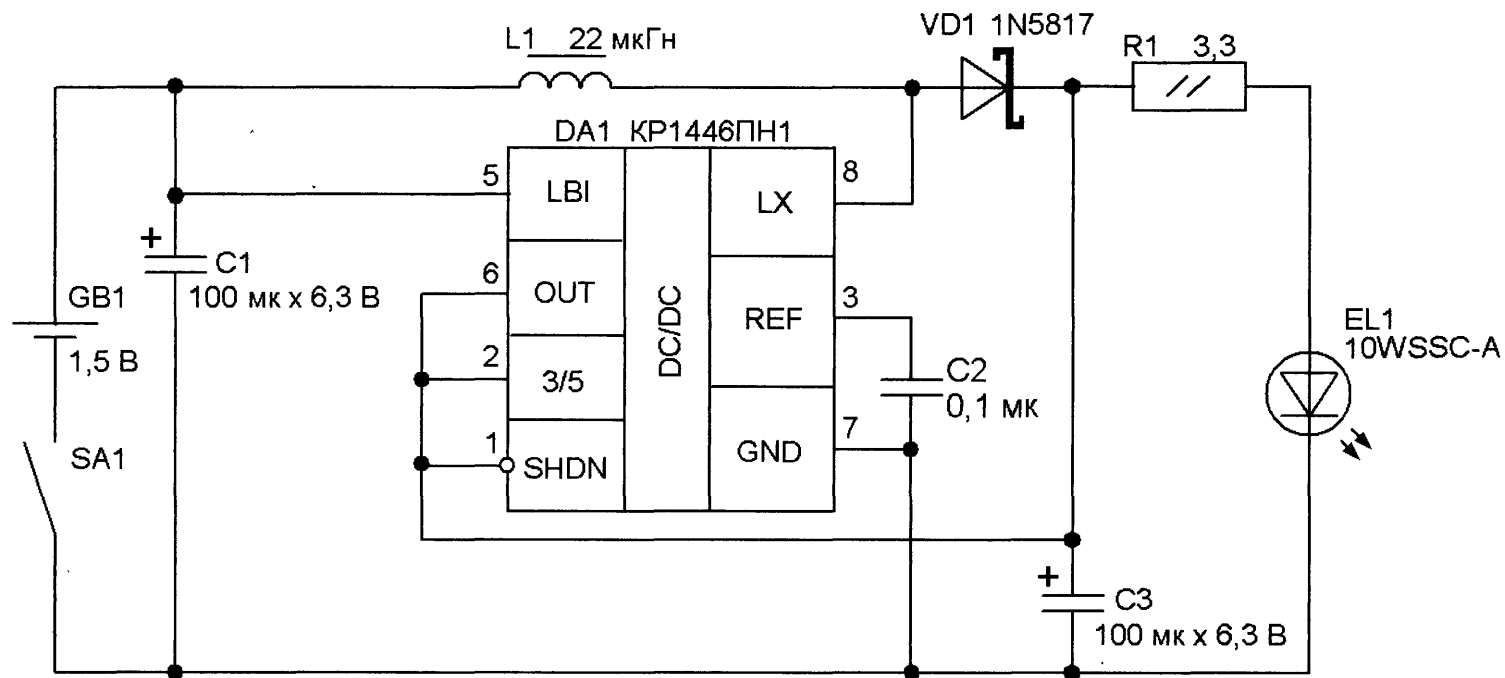 L1 22 мкГн
VD1 1N5817
R1 3,3
DA1 КР1446ПН1
5
LBI
LX
8
+
C1
100 мк x 6,3 В
6
OUT
DC/DC
REF
3
GB1
1,5 В
2
3/5
C2
0,1 мк
EL1
10WSSC-A
SA1
1
SHDN
GND
7
+
C3
100 мк x 6,3 В